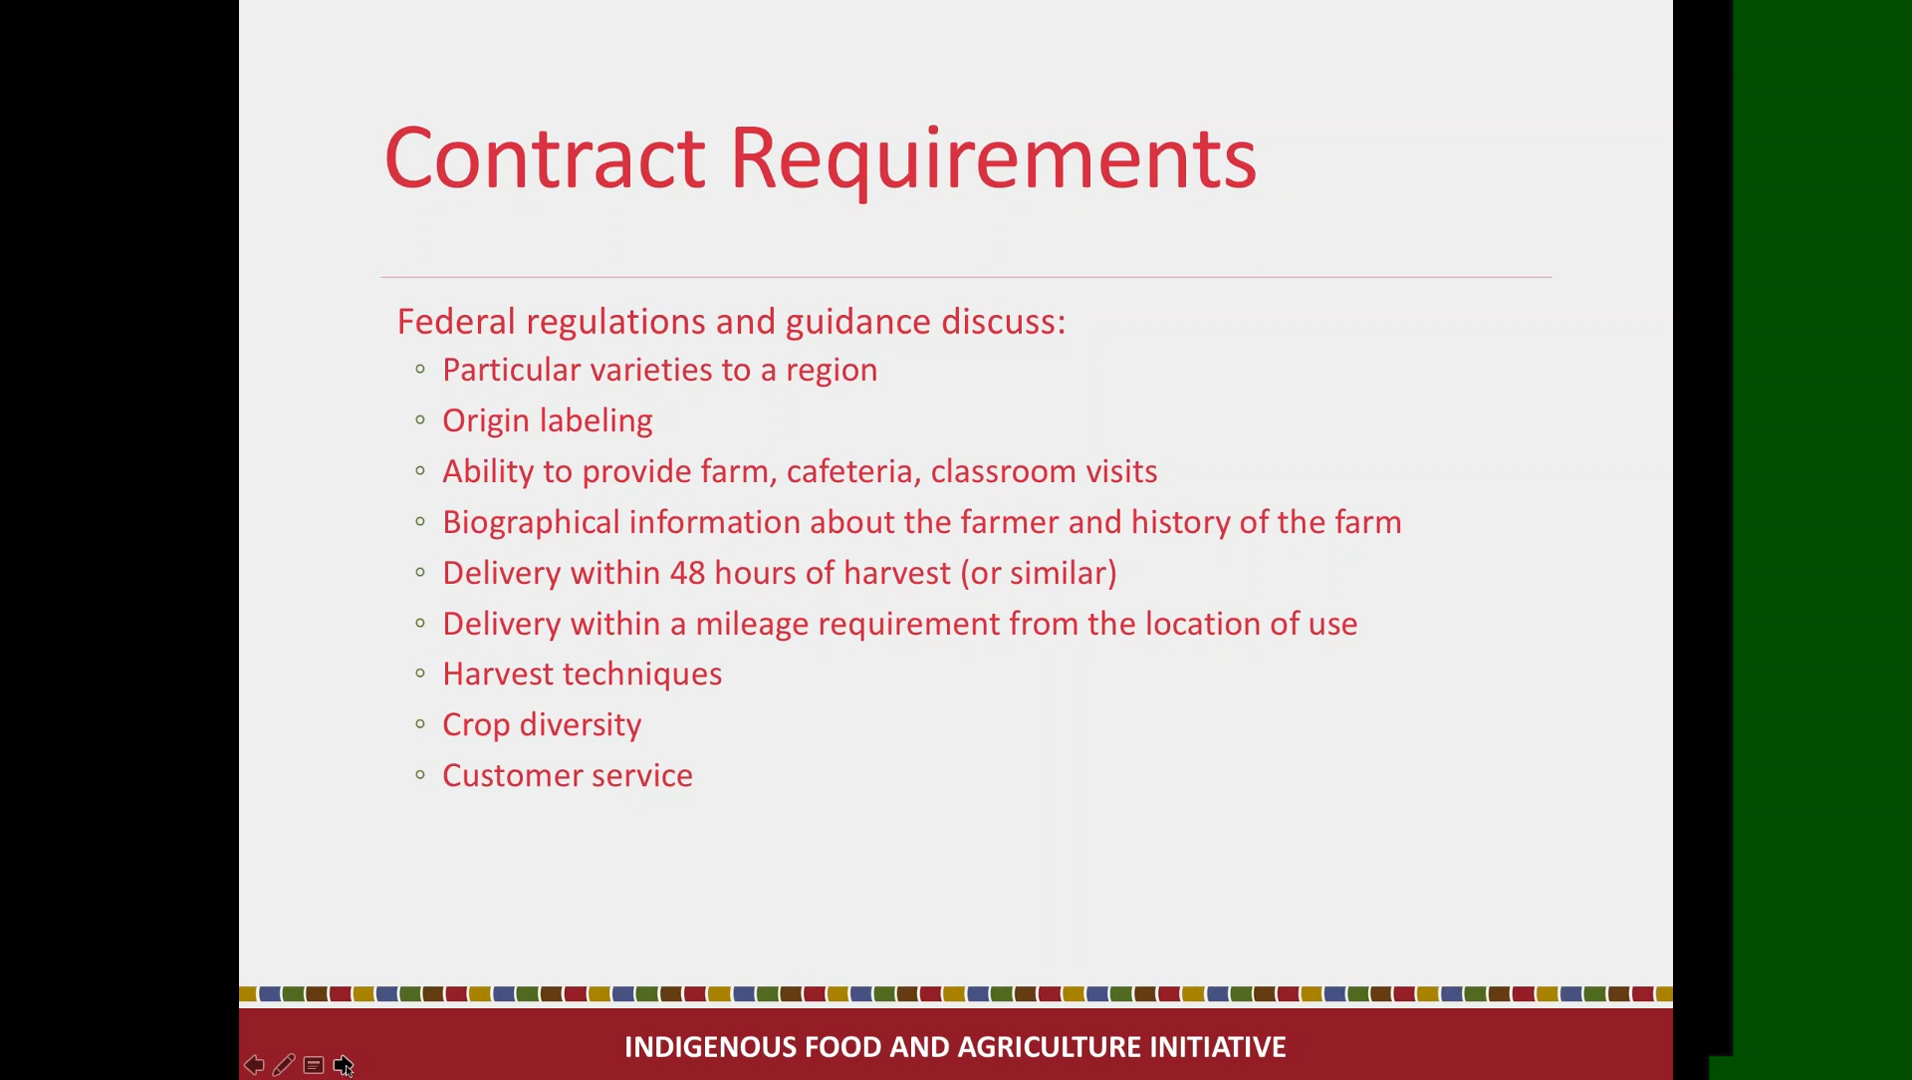 Contract Requirements
Federal regulations and guidance discuss:
◦ Particular varieties to a region
◦ Origin labeling
◦ Ability to provide farm, cafeteria, classroom visits
◦ Biographical information about the farmer and history of the farm
◦ Delivery within 48 hours of harvest (or similar)
◦ Delivery within a mileage requirement from the location of use
◦ Harvest techniques
◦ Crop diversity
◦ Customer service
INDIGENOUS FOOD AND AGRICULTURE INITIATIVE